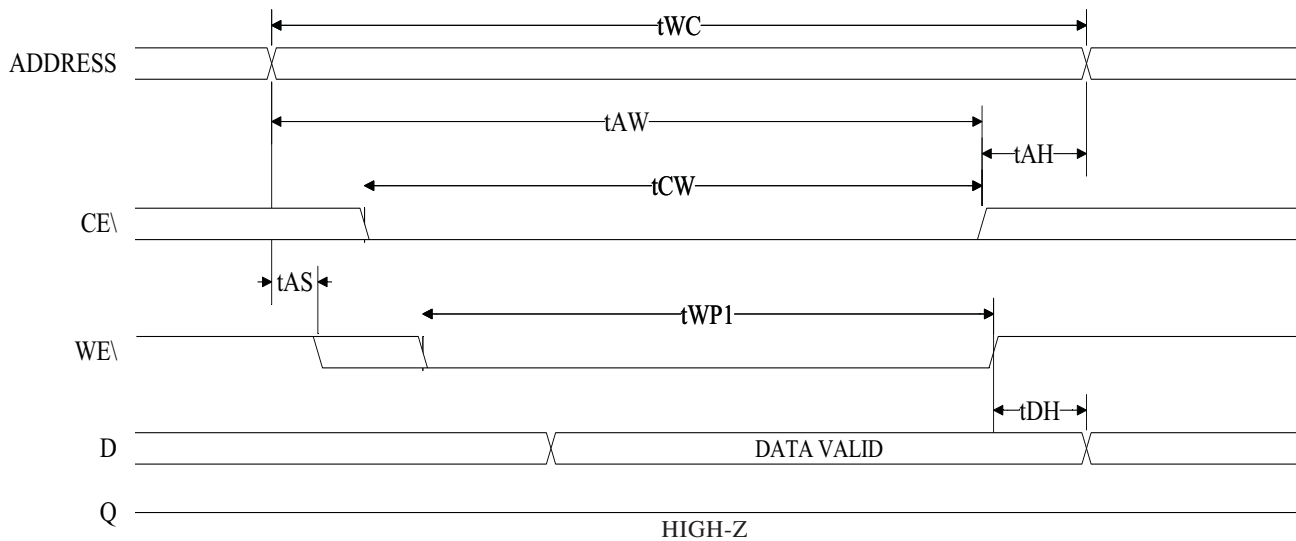 tWC
ADDRESS
tAW
tAH
tCW
CE\
tAS
tWP1
WE\
tDH
D DATA VALID
Q
HIGH-Z